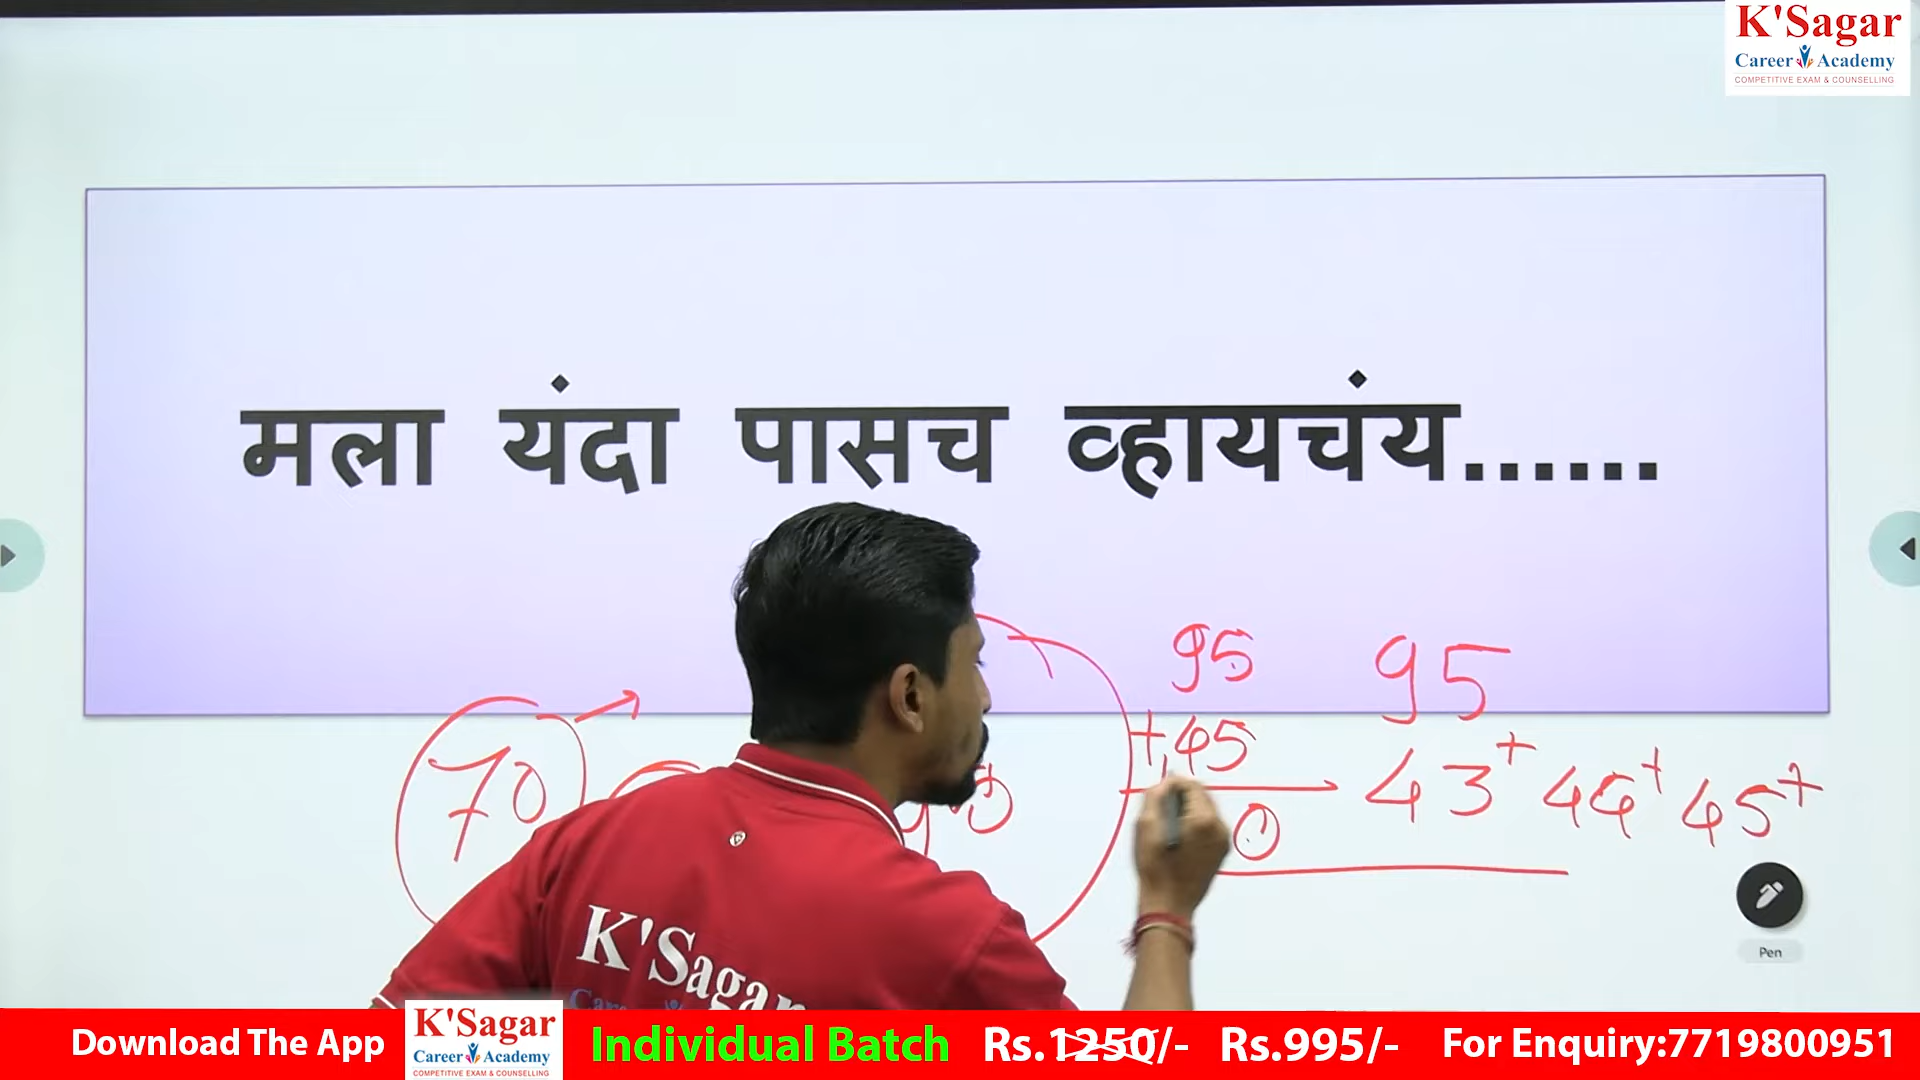 K'Sagar
Career Academy
COMPETITIVE EXAM & COUNSELLING
मला यंदा पासच व्हायचंय......
95 95
+45 43+ 44+ 45+
0
70
K'Sagar
Pen
Download The App K'Sagar Career Academy COMPETITIVE EXAM & COUNSELLING Individual Batch Rs.1250/- Rs.995/- For Enquiry:7719800951